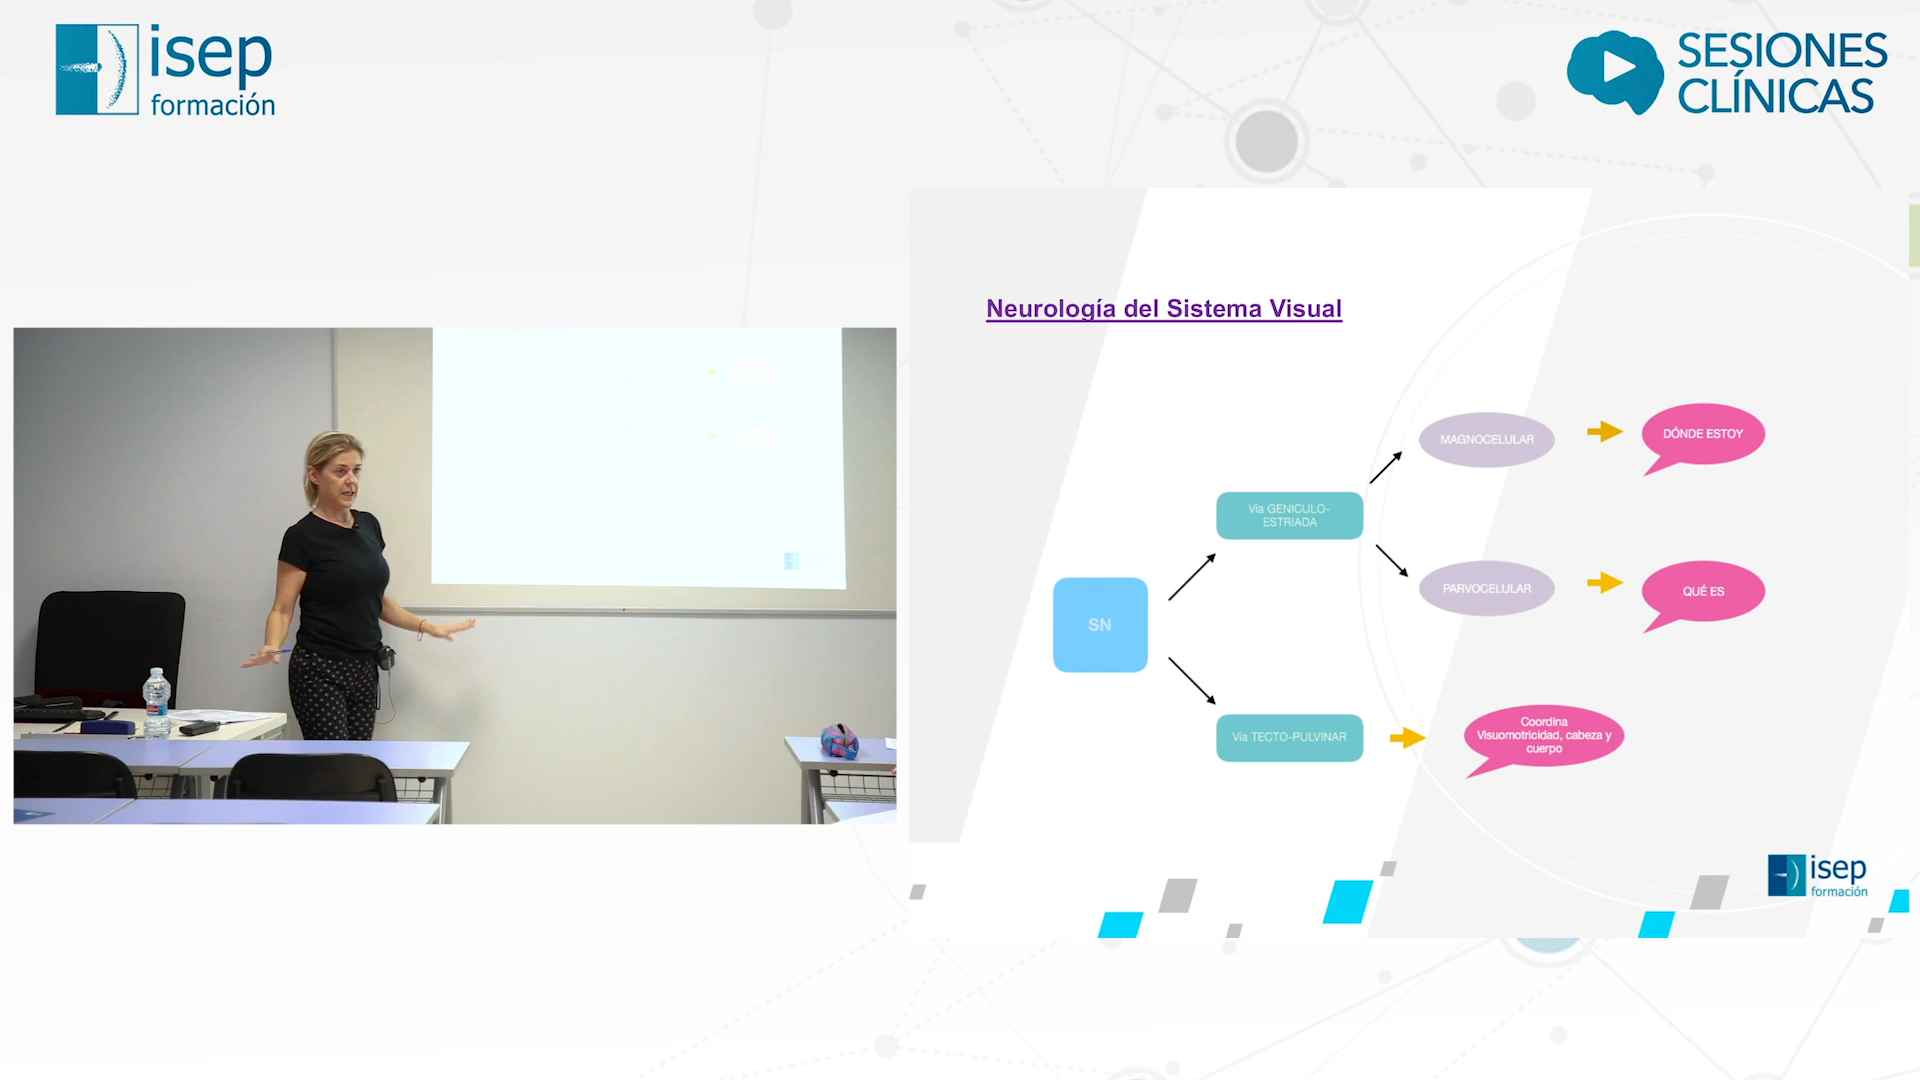 isep
formación
SESIONES
CLÍNICAS
Neurología del Sistema Visual
MAGNOCELULAR
DÓNDE ESTOY
Via GENICULO-
ESTRIADA
PARVOCELULAR
QUÉ ES
SN
Vía TECTO-PULVINAR
Coordina
Visuomotricidad, cabeza y
cuerpo
isep
formación